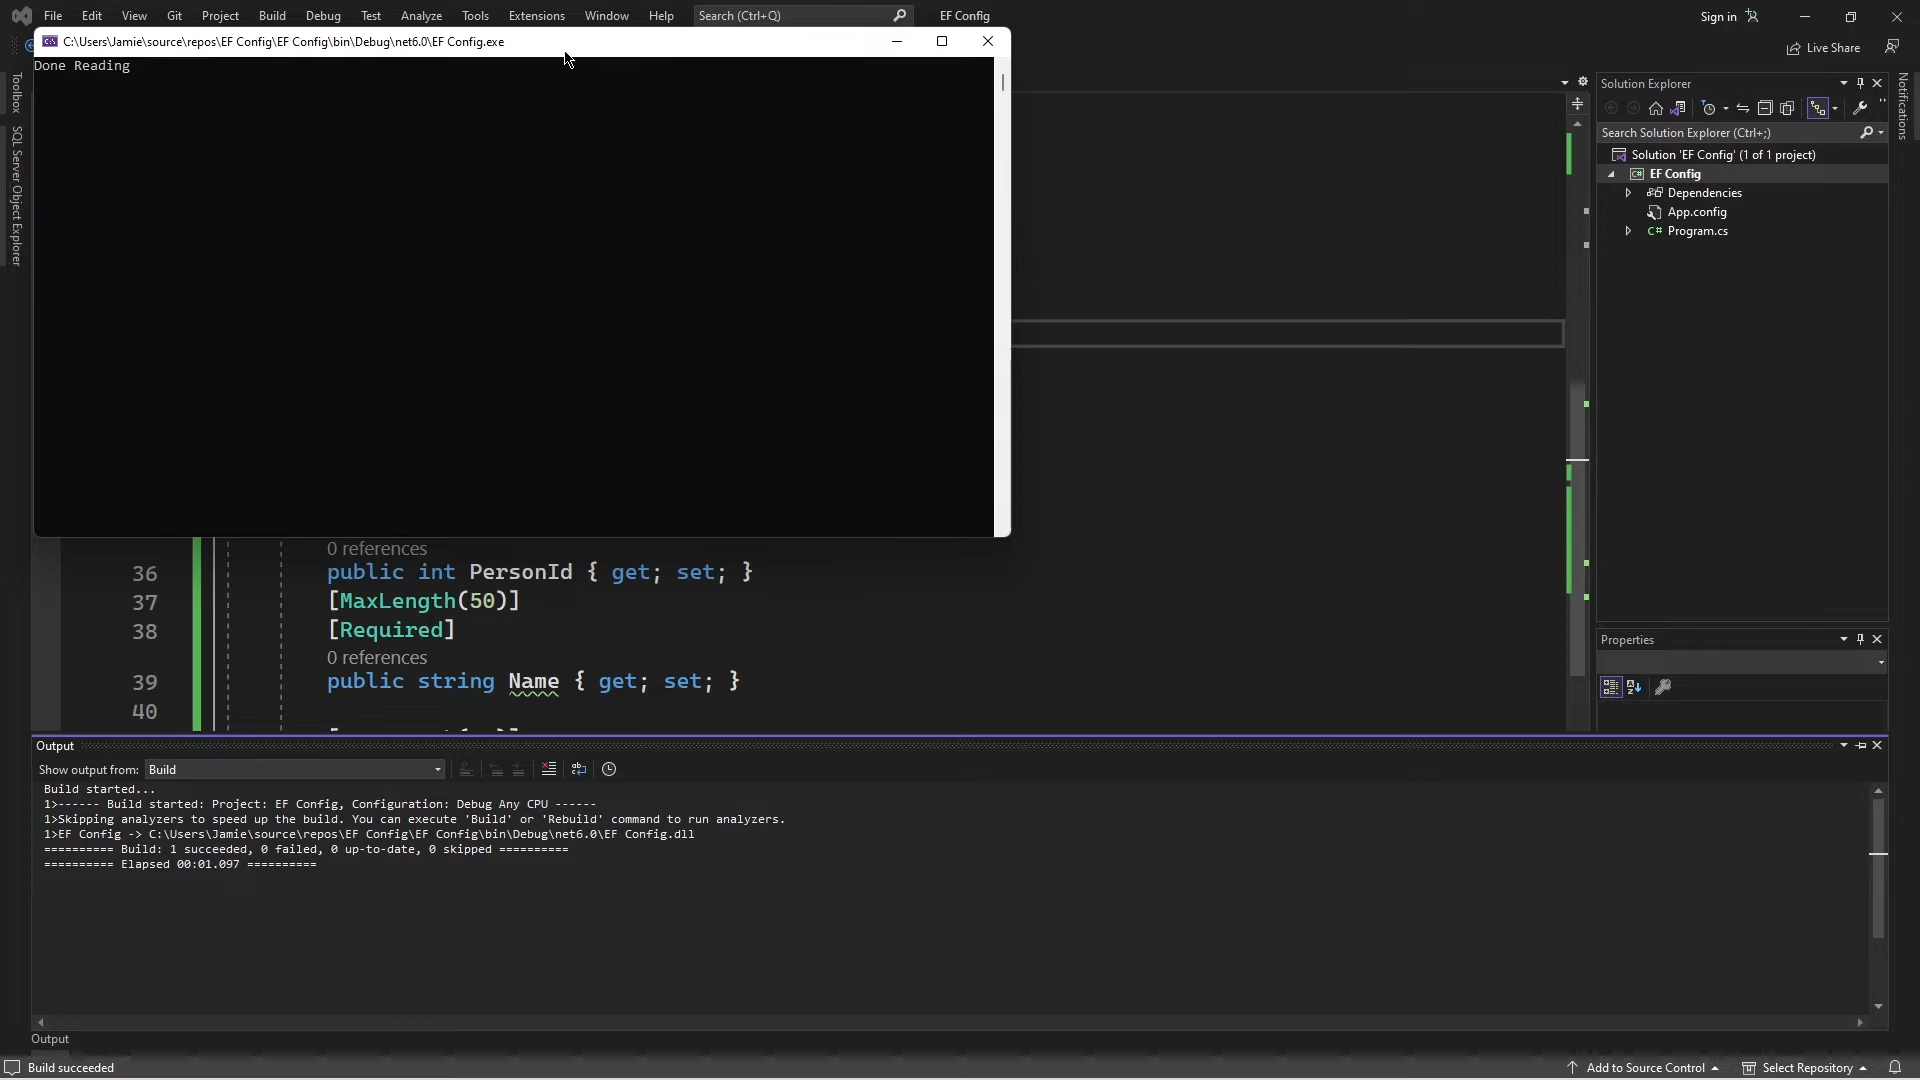 File Edit View Git Project Build Debug Test Analyze Tools Extensions Window Help Search (Ctrl+Q) EF Config Sign in
Live Share
C:\Users\Jamie\source\repos\EF Config\EF Config\bin\Debug\net6.0\EF Config.exe
Done Reading
Toolbox
SQL Server Object Explorer
Solution Explorer
Search Solution Explorer (Ctrl+;)
Solution 'EF Config' (1 of 1 project)
EF Config
Dependencies
App.config
Program.cs
Notifications
0 references
36 public int PersonId { get; set; }
37 [MaxLength(50)]
38 [Required]
0 references
39 public string Name { get; set; }
40
Properties
Output
Show output from: Build
Build started...
1>------ Build started: Project: EF Config, Configuration: Debug Any CPU ------
1>Skipping analyzers to speed up the build. You can execute 'Build' or 'Rebuild' command to run analyzers.
1>EF Config -> C:\Users\Jamie\source\repos\EF Config\EF Config\bin\Debug\net6.0\EF Config.dll
========== Build: 1 succeeded, 0 failed, 0 up-to-date, 0 skipped ==========
========== Elapsed 00:01.097 ==========
Output
Build succeeded Add to Source Control Select Repository